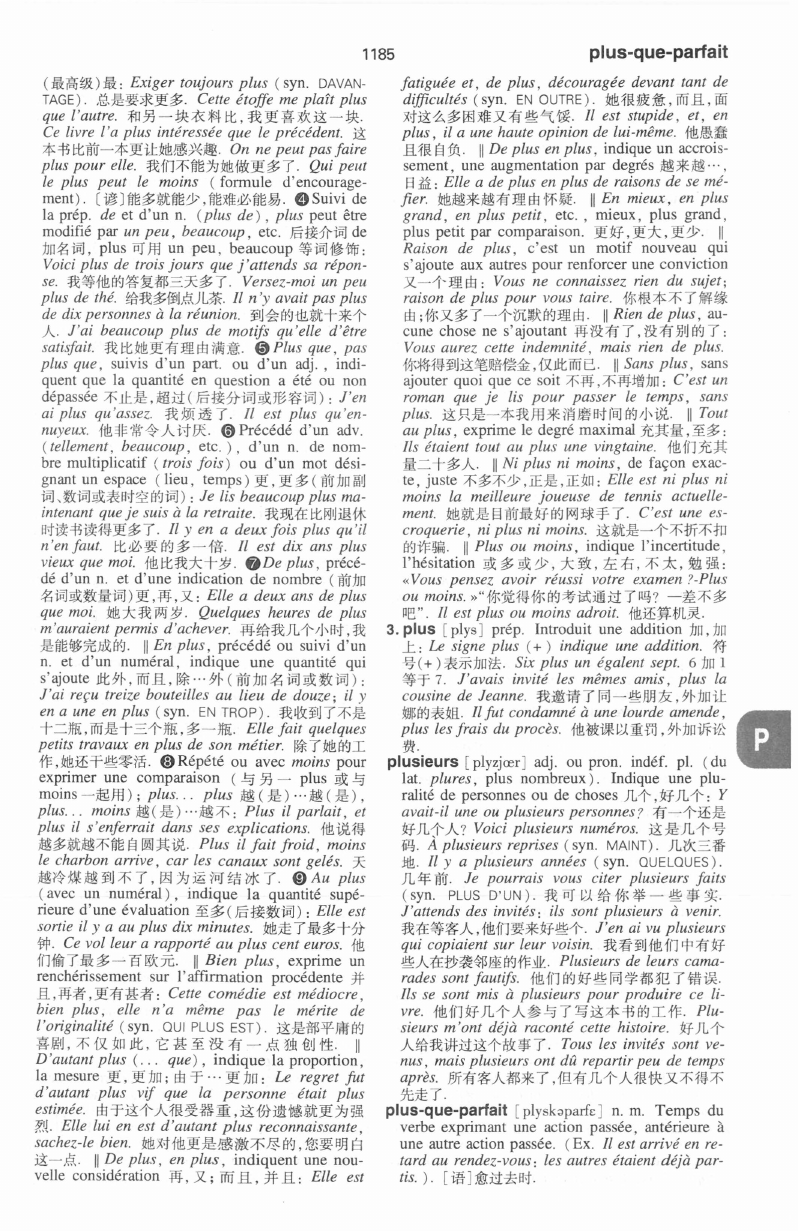 1185
plus-que-parfait
(最高级)最: Exiger toujours plus (syn. DAVAN-
TAGE). 总是要求更多. Cette étoffe me plaît plus
que l'autre. 和另一块衣料比,我更喜欢这一块.
Ce livre l'a plus intéressée que le précédent. 这
本书比前一本更让她感兴趣. On ne peut pas faire
plus pour elle. 我们不能为她做更多了. Qui peut
le plus peut le moins (formule d'encourage-
ment). [谚]能多就能少,能难必能易. ❹Suivi de
la prép. de et d'un n. (plus de), plus peut être
modifié par un peu, beaucoup, etc. 后接介词 de
加名词, plus 可用 un peu, beaucoup 等词修饰:
Voici plus de trois jours que j'attends sa répon-
se. 我等他的答复都三天多了. Versez-moi un peu
plus de thé. 给我多倒点儿茶. Il n'y avait pas plus
de dix personnes à la réunion. 到会的也就十来个
人. J'ai beaucoup plus de motifs qu'elle d'être
satisfait. 我比她更有理由满意. ❺Plus que, pas
plus que, suivis d'un part. ou d'un adj., indi-
quent que la quantité en question a été ou non
dépassée 不止是,超过(后接分词或形容词): J'en
ai plus qu'assez. 我烦透了. Il est plus qu'en-
nuyeux. 他非常令人讨厌. ❻Précédé d'un adv.
(tellement, beaucoup, etc.), d'un n. de nom-
bre multiplicatif (trois fois) ou d'un mot dési-
gnant un espace (lieu, temps) 更,更多(前加副
词、数词或表时空的词): Je lis beaucoup plus ma-
intenant que je suis à la retraite. 我现在比刚退休
时读书读得更多了. Il y en a deux fois plus qu'il
n'en faut. 比必要的多一倍. Il est dix ans plus
vieux que moi. 他比我大十岁. ❼De plus, précé-
dé d'un n. et d'une indication de nombre (前加
名词或数量词)更,再,又: Elle a deux ans de plus
que moi. 她大我两岁. Quelques heures de plus
m'auraient permis d'achever. 再给我几个小时,我
是能够完成的. ‖En plus, précédé ou suivi d'un
n. et d'un numéral, indique une quantité qui
s'ajoute 此外,而且,除…外(前加名词或数词):
J'ai reçu treize bouteilles au lieu de douze; il y
en a une en plus (syn. EN TROP). 我收到了不是
十二瓶,而是十三个瓶,多一瓶. Elle fait quelques
petits travaux en plus de son métier. 除了她的工
作,她还干些零活. ❽Répété ou avec moins pour
exprimer une comparaison (与另一 plus 或与
moins 一起用); plus... plus 越(是)…越(是),
plus... moins 越(是)…越不: Plus il parlait, et
plus il s'enferrait dans ses explications. 他说得
越多就越不能自圆其说. Plus il fait froid, moins
le charbon arrive, car les canaux sont gelés. 天
越冷煤越到不了,因为运河结冰了. ❾Au plus
(avec un numéral), indique la quantité supé-
rieure d'une évaluation 至多(后接数词): Elle est
sortie il y a au plus dix minutes. 她走了最多十分
钟. Ce vol leur a rapporté au plus cent euros. 他
们偷了最多一百欧元. ‖Bien plus, exprime un
renchérissement sur l'affirmation procédente 并
且,再者,更有甚者: Cette comédie est médiocre,
bien plus, elle n'a même pas le mérite de
l'originalité (syn. QUI PLUS EST). 这是部平庸的
喜剧,不仅如此,它甚至没有一点独创性. ‖
D'autant plus (... que), indique la proportion,
la mesure 更,更加;由于…更加: Le regret fut
d'autant plus vif que la personne était plus
estimée. 由于这个人很受器重,这份遗憾就更为强
烈. Elle lui en est d'autant plus reconnaissante,
sachez-le bien. 她对他更是感激不尽的,您要明白
这一点. ‖De plus, en plus, indiquent une nou-
velle considération 再,又;而且,并且: Elle est
fatiguée et, de plus, découragée devant tant de
difficultés (syn. EN OUTRE). 她很疲惫,而且,面
对这么多困难又有些气馁. Il est stupide, et, en
plus, il a une haute opinion de lui-même. 他愚蠢
且很自负. ‖De plus en plus, indique un accrois-
sement, une augmentation par degrés 越来越…,
日益: Elle a de plus en plus de raisons de se mé-
fier. 她越来越有理由怀疑. ‖En mieux, en plus
grand, en plus petit, etc., mieux, plus grand,
plus petit par comparaison. 更好,更大,更少. ‖
Raison de plus, c'est un motif nouveau qui
s'ajoute aux autres pour renforcer une conviction
又一个理由: Vous ne connaissez rien du sujet;
raison de plus pour vous taire. 你根本不了解缘
由;你又多了一个沉默的理由. ‖Rien de plus, au-
cune chose ne s'ajoutant 再没有了,没有别的了:
Vous aurez cette indemnité, mais rien de plus.
你将得到这笔赔偿金,仅此而已. ‖Sans plus, sans
ajouter quoi que ce soit 不再,不再增加: C'est un
roman que je lis pour passer le temps, sans
plus. 这只是一本我用来消磨时间的小说. ‖Tout
au plus, exprime le degré maximal 充其量,至多:
Ils étaient tout au plus une vingtaine. 他们充其
量二十多人. ‖Ni plus ni moins, de façon exac-
te, juste 不多不少,正是,正如: Elle est ni plus ni
moins la meilleure joueuse de tennis actuelle-
ment. 她就是目前最好的网球手了. C'est une es-
croquerie, ni plus ni moins. 这就是一个不折不扣
的诈骗. ‖Plus ou moins, indique l'incertitude,
l'hésitation 或多或少,大致,左右,不太,勉强:
«Vous pensez avoir réussi votre examen ?-Plus
ou moins. »“你觉得你的考试通过了吗? —差不多
吧”. Il est plus ou moins adroit. 他还算机灵.
3. plus [plys] prép. Introduit une addition 加,加
上: Le signe plus (+) indique une addition. 符
号(+)表示加法. Six plus un égalent sept. 6 加 1
等于 7. J'avais invité les mêmes amis, plus la
cousine de Jeanne. 我邀请了同一些朋友,外加让
娜的表姐. Il fut condamné à une lourde amende,
plus les frais du procès. 他被课以重罚,外加诉讼
费.
plusieurs [plyzjœr] adj. ou pron. indéf. pl. (du
lat. plures, plus nombreux). Indique une plu-
ralité de personnes ou de choses 几个,好几个: Y
avait-il une ou plusieurs personnes? 有一个还是
好几个人? Voici plusieurs numéros. 这是几个号
码. À plusieurs reprises (syn. MAINT). 几次三番
地. Il y a plusieurs années (syn. QUELQUES).
几年前. Je pourrais vous citer plusieurs faits
(syn. PLUS D'UN). 我可以给你举一些事实.
J'attends des invités: ils sont plusieurs à venir.
我在等客人,他们要来好些个. J'en ai vu plusieurs
qui copiaient sur leur voisin. 我看到他们中有好
些人在抄袭邻座的作业. Plusieurs de leurs cama-
rades sont fautifs. 他们的好些同学都犯了错误.
Ils se sont mis à plusieurs pour produire ce li-
vre. 他们好几个人参与了写这本书的工作. Plu-
sieurs m'ont déjà raconté cette histoire. 好几个
人给我讲过这个故事了. Tous les invités sont ve-
nus, mais plusieurs ont dû repartir peu de temps
après. 所有客人都来了,但有几个人很快又不得不
先走了.
plus-que-parfait [plyskəparfɛ] n. m. Temps du
verbe exprimant une action passée, antérieure à
une autre action passée. (Ex. Il est arrivé en re-
tard au rendez-vous: les autres étaient déjà par-
tis.). [语]愈过去时.
P